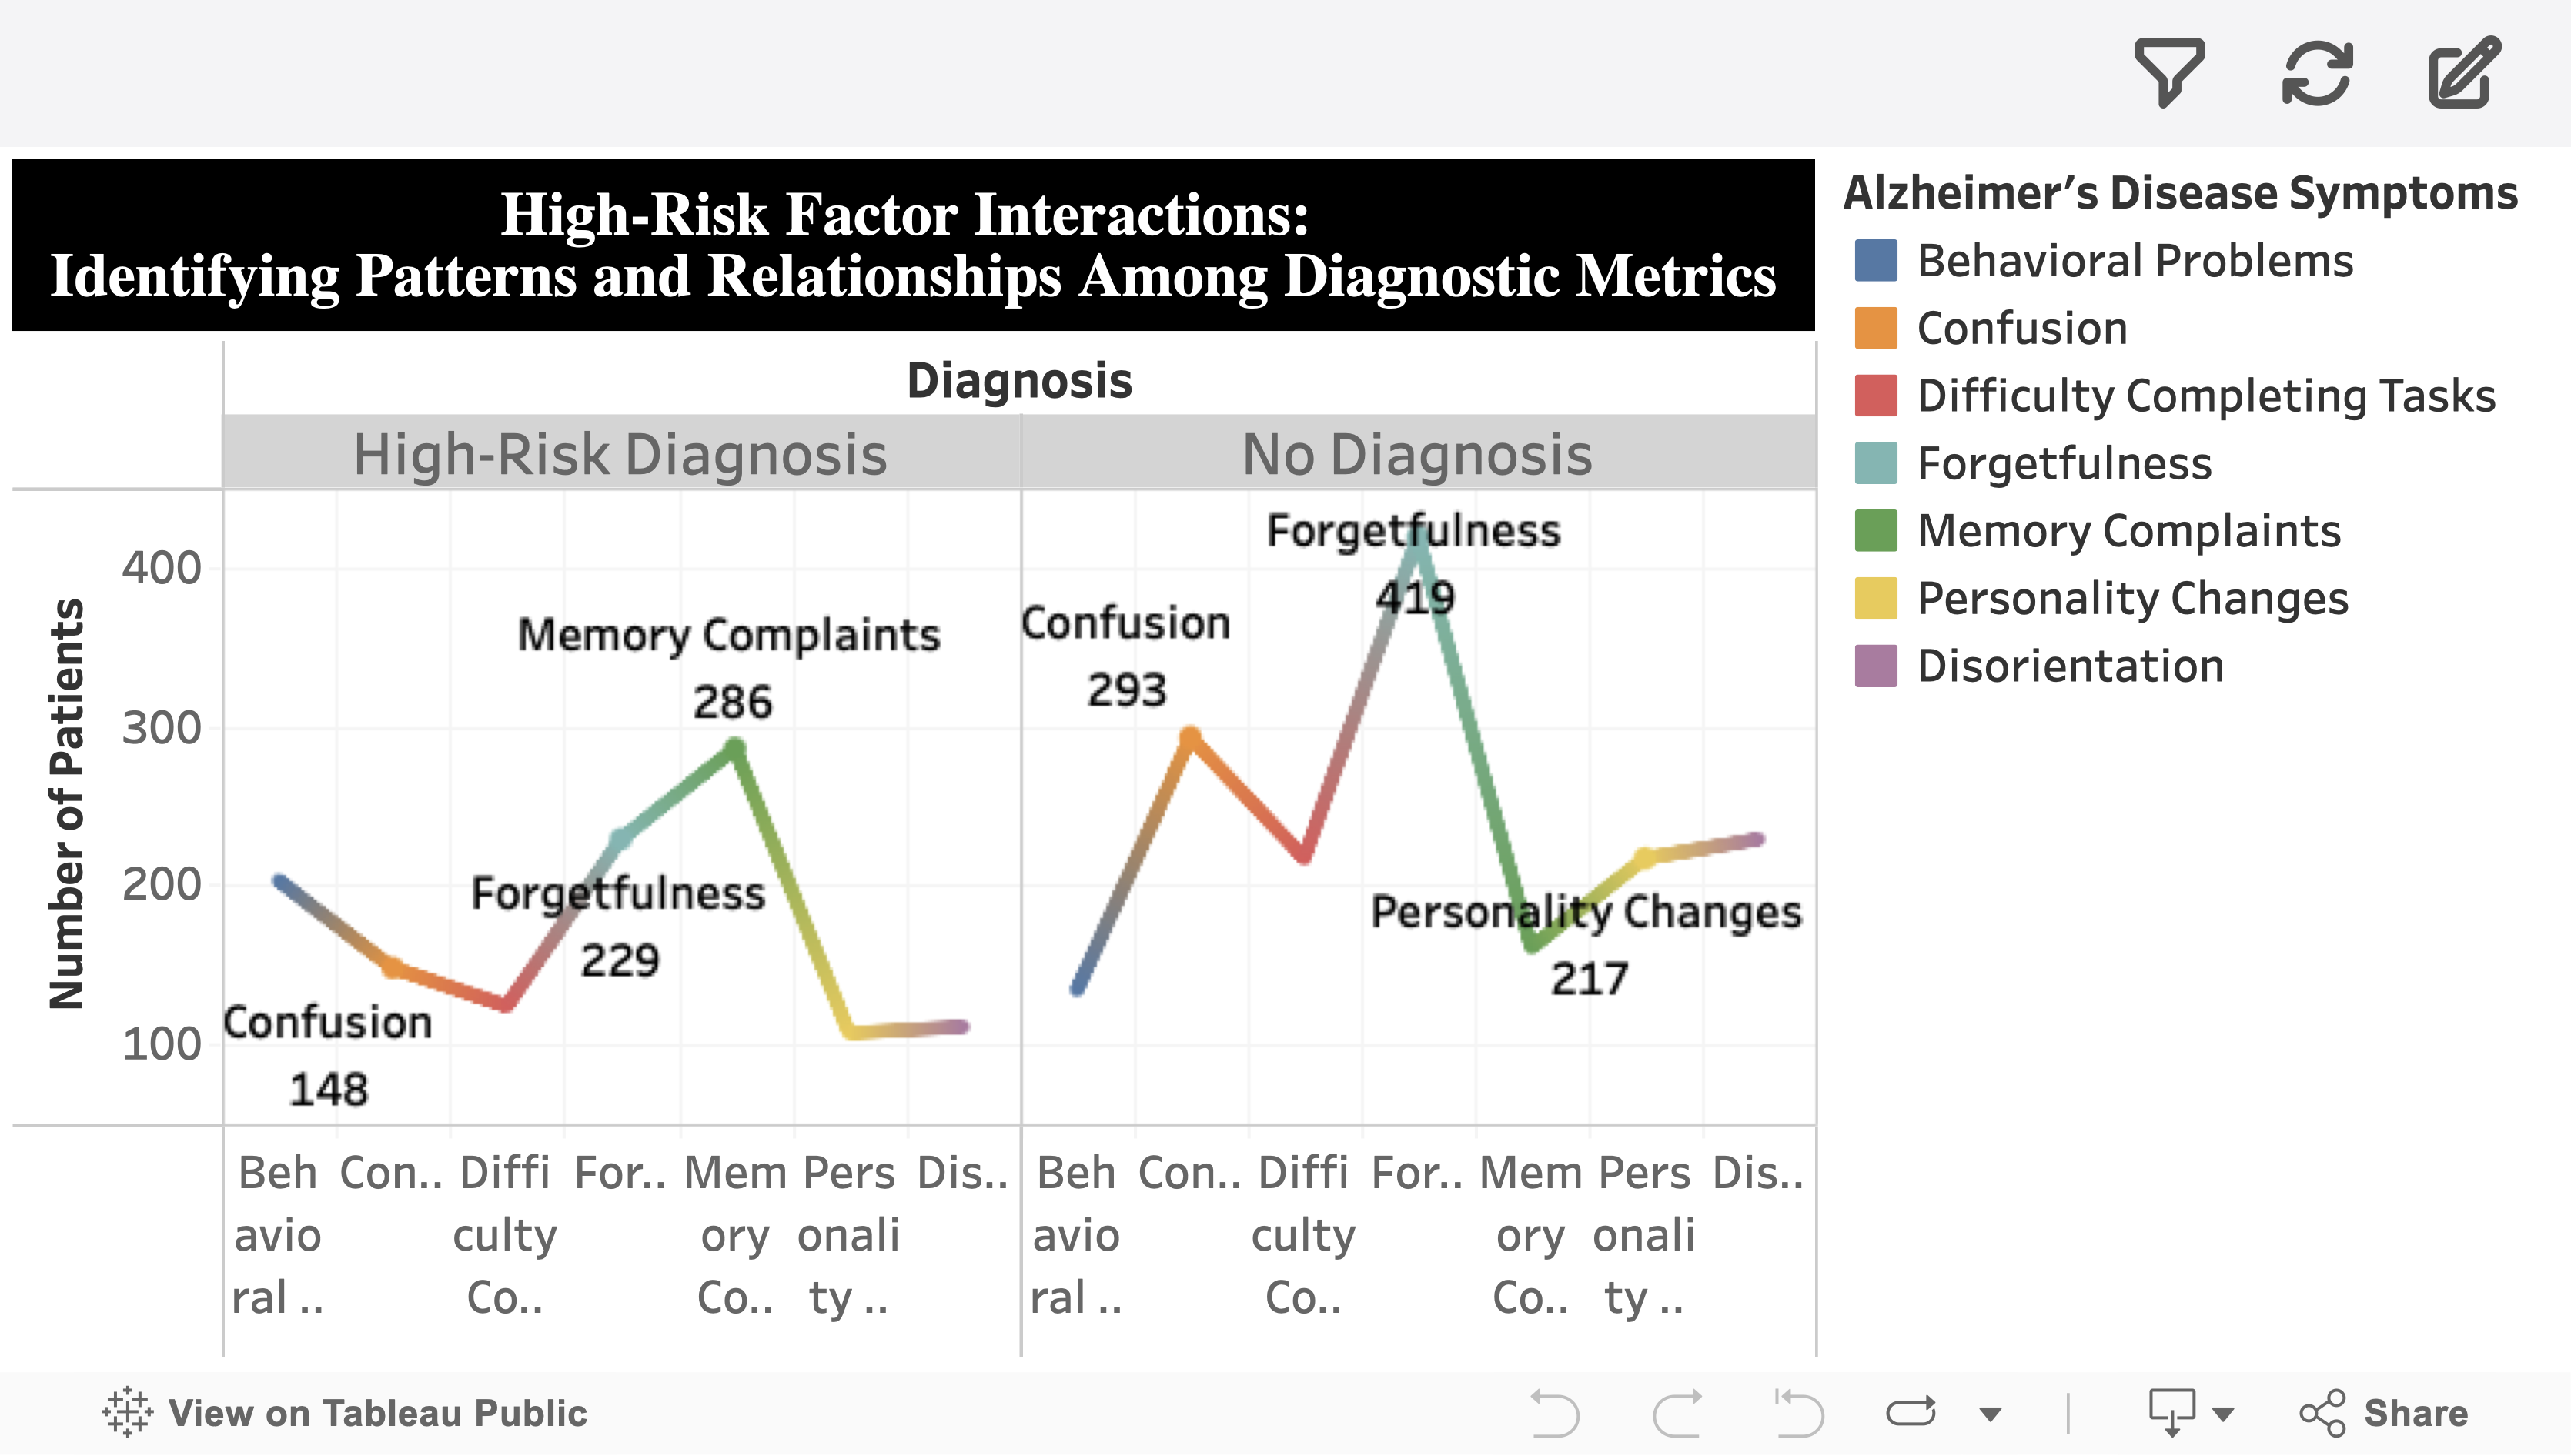 High-Risk Factor Interactions:
Identifying Patterns and Relationships Among Diagnostic Metrics
Diagnosis
High-Risk Diagnosis
No Diagnosis
Number of Patients
400
300
200
100
Confusion
148
Forgetfulness
229
Memory Complaints
286
Confusion
293
Forgetfulness
419
Personality Changes
217
Beh
avio
ral ..
Con..
Diffi
culty
Co..
For..
Mem
ory
Co..
Pers
onali
ty ..
Dis..
Beh
avio
ral ..
Con..
Diffi
culty
Co..
For..
Mem
ory
Co..
Pers
onali
ty ..
Dis..
Alzheimer’s Disease Symptoms
Behavioral Problems
Confusion
Difficulty Completing Tasks
Forgetfulness
Memory Complaints
Personality Changes
Disorientation
View on Tableau Public
Share